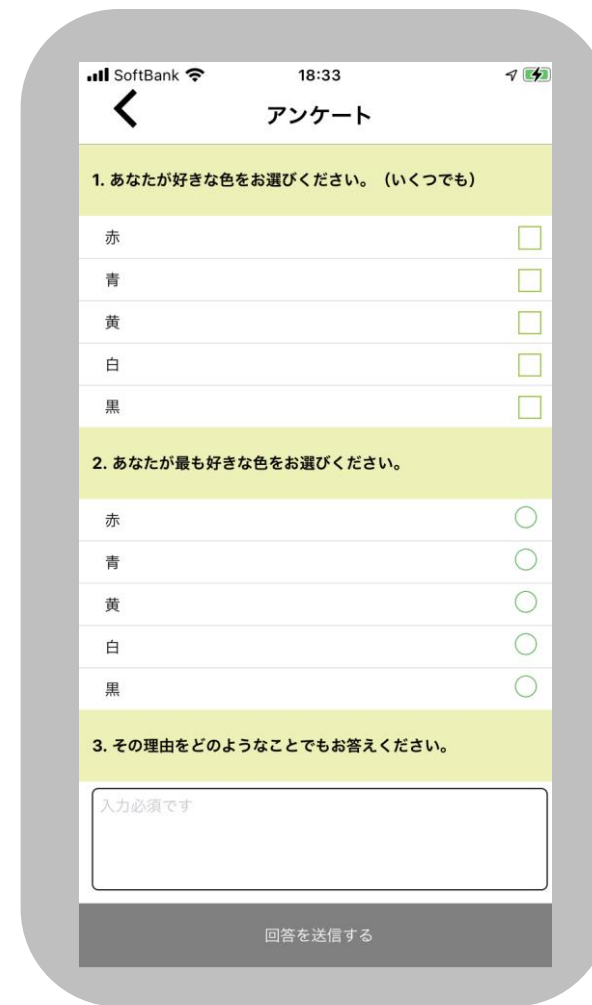 SoftBank 18:33
アンケート
1. あなたが好きな色をお選びください。（いくつでも）
赤
青
黄
白
黒
2. あなたが最も好きな色をお選びください。
赤
青
黄
白
黒
3. その理由をどのようなことでもお答えください。
入力必須です
回答を送信する